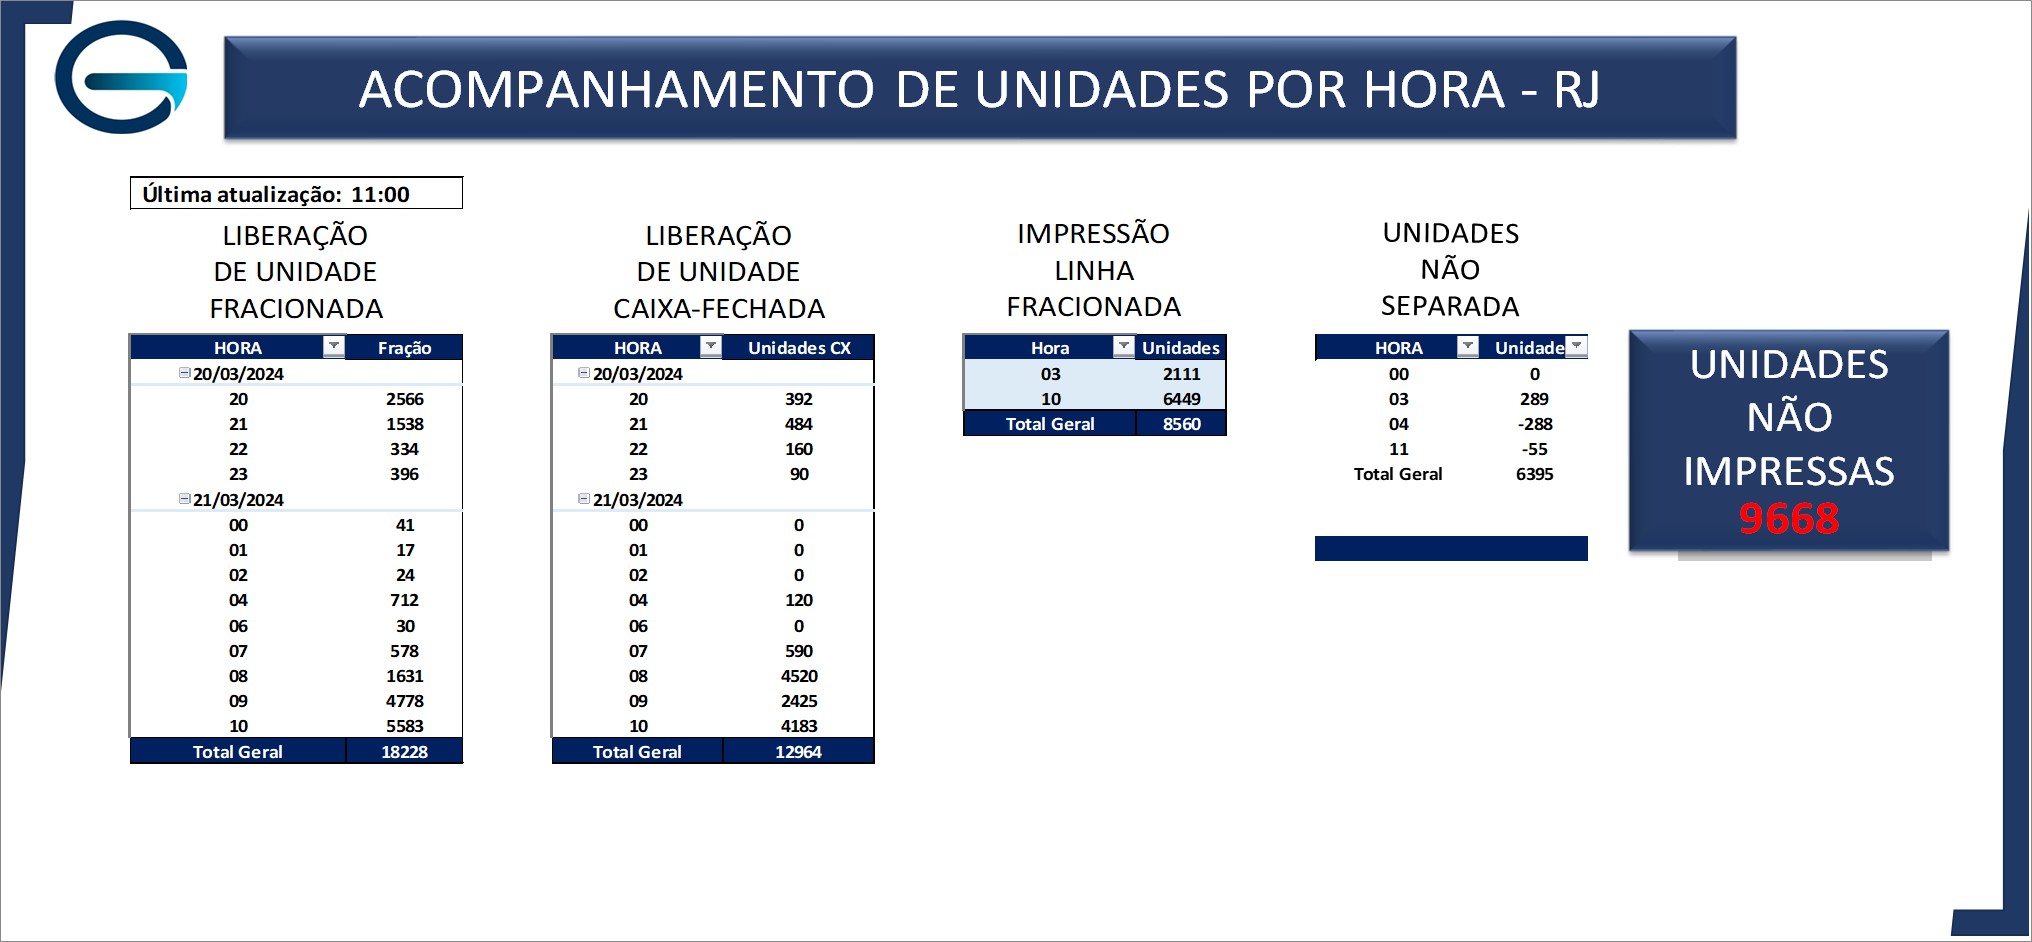 ACOMPANHAMENTO DE UNIDADES POR HORA - RJ
Última atualização: 11:00
LIBERAÇÃO
DE UNIDADE
FRACIONADA
HORA Fração
20/03/2024
20 2566
21 1538
22 334
23 396
21/03/2024
00 41
01 17
02 24
04 712
06 30
07 578
08 1631
09 4778
10 5583
Total Geral 18228
LIBERAÇÃO
DE UNIDADE
CAIXA-FECHADA
HORA Unidades CX
20/03/2024
20 392
21 484
22 160
23 90
21/03/2024
00 0
01 0
02 0
04 120
06 0
07 590
08 4520
09 2425
10 4183
Total Geral 12964
IMPRESSÃO
LINHA
FRACIONADA
Hora Unidades
03 2111
10 6449
Total Geral 8560
UNIDADES
NÃO
SEPARADA
HORA Unidade
00 0
03 289
04 -288
11 -55
Total Geral 6395
UNIDADES
NÃO
IMPRESSAS
9668